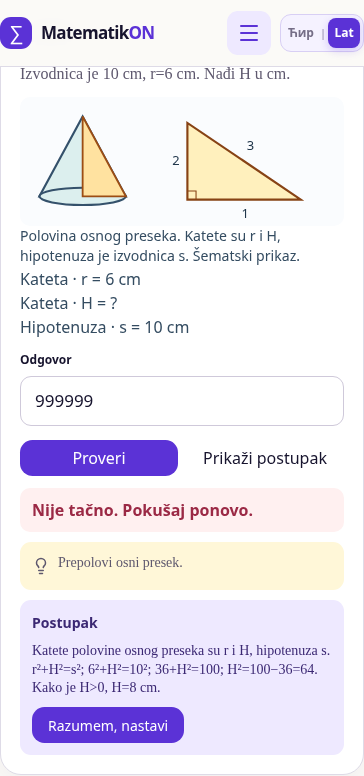 ∑ MatematikON Ћир | Lat
Izvodnica je 10 cm, r=6 cm. Nađi H u cm.
3
2
1
Polovina osnog preseka. Katete su r i H,
hipotenuza je izvodnica s. Šematski prikaz.
Kateta · r = 6 cm
Kateta · H = ?
Hipotenuza · s = 10 cm
Odgovor
999999
Proveri Prikaži postupak
Nije tačno. Pokušaj ponovo.
Prepolovi osni presek.
Postupak
Katete polovine osnog preseka su r i H, hipotenuza s.
r²+H²=s²; 6²+H²=10²; 36+H²=100; H²=100−36=64.
Kako je H>0, H=8 cm.
Razumem, nastavi